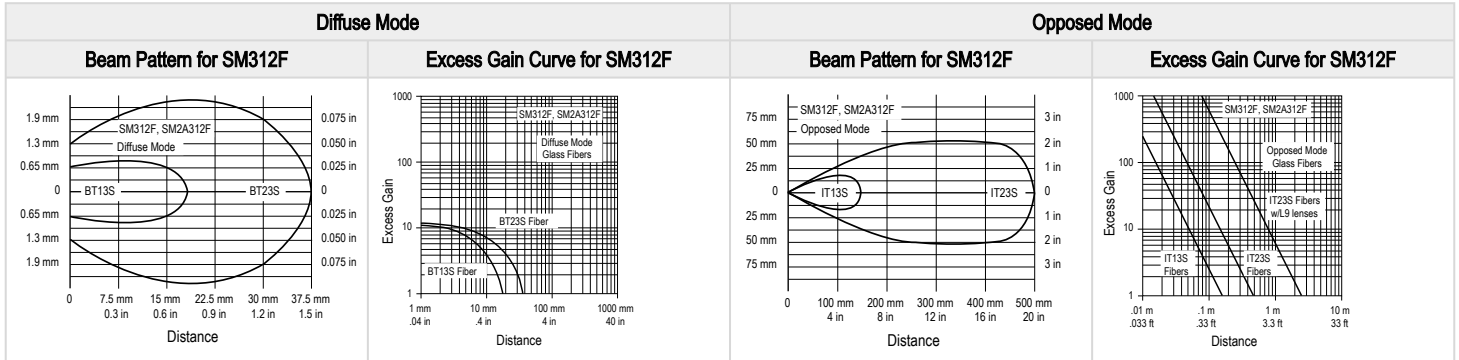 Diffuse Mode
Opposed Mode
Beam Pattern for SM312F
Excess Gain Curve for SM312F
Beam Pattern for SM312F
Excess Gain Curve for SM312F
1.9 mm
1.3 mm
0.65 mm
0
0.65 mm
1.3 mm
1.9 mm
SM312F, SM2A312F
Diffuse Mode
BT13S
BT23S
0.075 in
0.050 in
0.025 in
0
0.025 in
0.050 in
0.075 in
0 7.5 mm 15 mm 22.5 mm 30 mm 37.5 mm
0.3 in 0.6 in 0.9 in 1.2 in 1.5 in
Distance
1000
100
10
1
Excess Gain
SM312F, SM2A312F
Diffuse Mode
Glass Fibers
BT23S Fiber
BT13S Fiber
1 mm 10 mm 100 mm 1000 mm
.04 in .4 in 4 in 40 in
Distance
75 mm
50 mm
25 mm
0
25 mm
50 mm
75 mm
SM312F, SM2A312F
Opposed Mode
IT13S
IT23S
3 in
2 in
1 in
0
1 in
2 in
3 in
0 100 mm 200 mm 300 mm 400 mm 500 mm
4 in 8 in 12 in 16 in 20 in
Distance
1000
100
10
1
Excess Gain
SM312F, SM2A312F
Opposed Mode
Glass Fibers
IT23S Fibers
w/L9 lenses
IT13S
Fibers
IT23S
Fibers
.01 m .1 m 1 m 10 m
.033 ft .33 ft 3.3 ft 33 ft
Distance